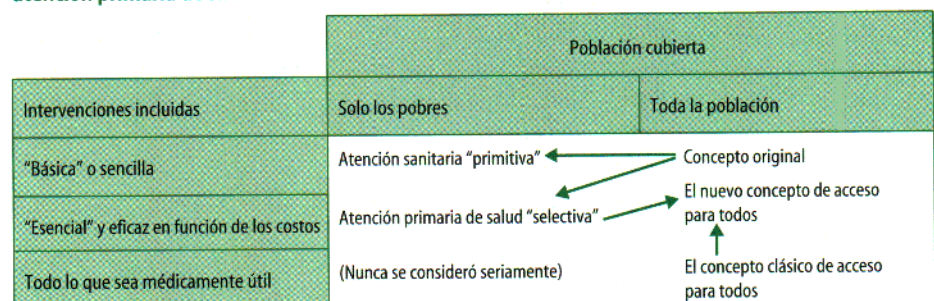 atención primaria
Población cubierta
Intervenciones incluidas
Solo los pobres
Toda la población
"Básica" o sencilla
Atención sanitaria "primitiva"
Concepto original
"Esencial" y eficaz en función de los costos
Atención primaria de salud "selectiva"
El nuevo concepto de acceso
para todos
Todo lo que sea médicamente útil
(Nunca se consideró seriamente)
El concepto clásico de acceso
para todos